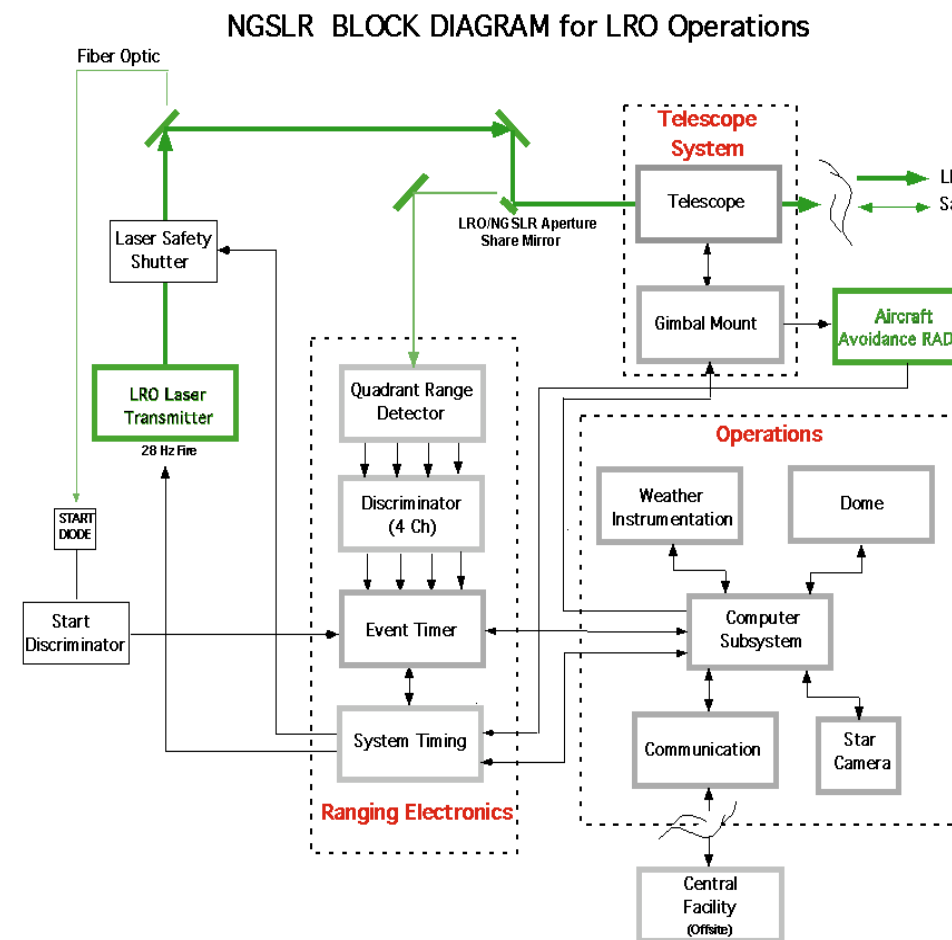 NGSLR BLOCK DIAGRAM for LRO Operations
Fiber Optic
Telescope
System
Telescope
LRO/NGSLR Aperture
Share Mirror
Laser Safety
Shutter
Gimbal Mount
Aircraft
Avoidance
LRO Laser
Transmitter
28 Hz Fire
Quadrant Range
Detector
Operations
Weather
Instrumentation
Dome
Discriminator
(4 Ch)
START
DIODE
Start
Discriminator
Event Timer
Computer
Subsystem
System Timing
Communication
Star
Camera
Ranging Electronics
Central
Facility
(Offsite)